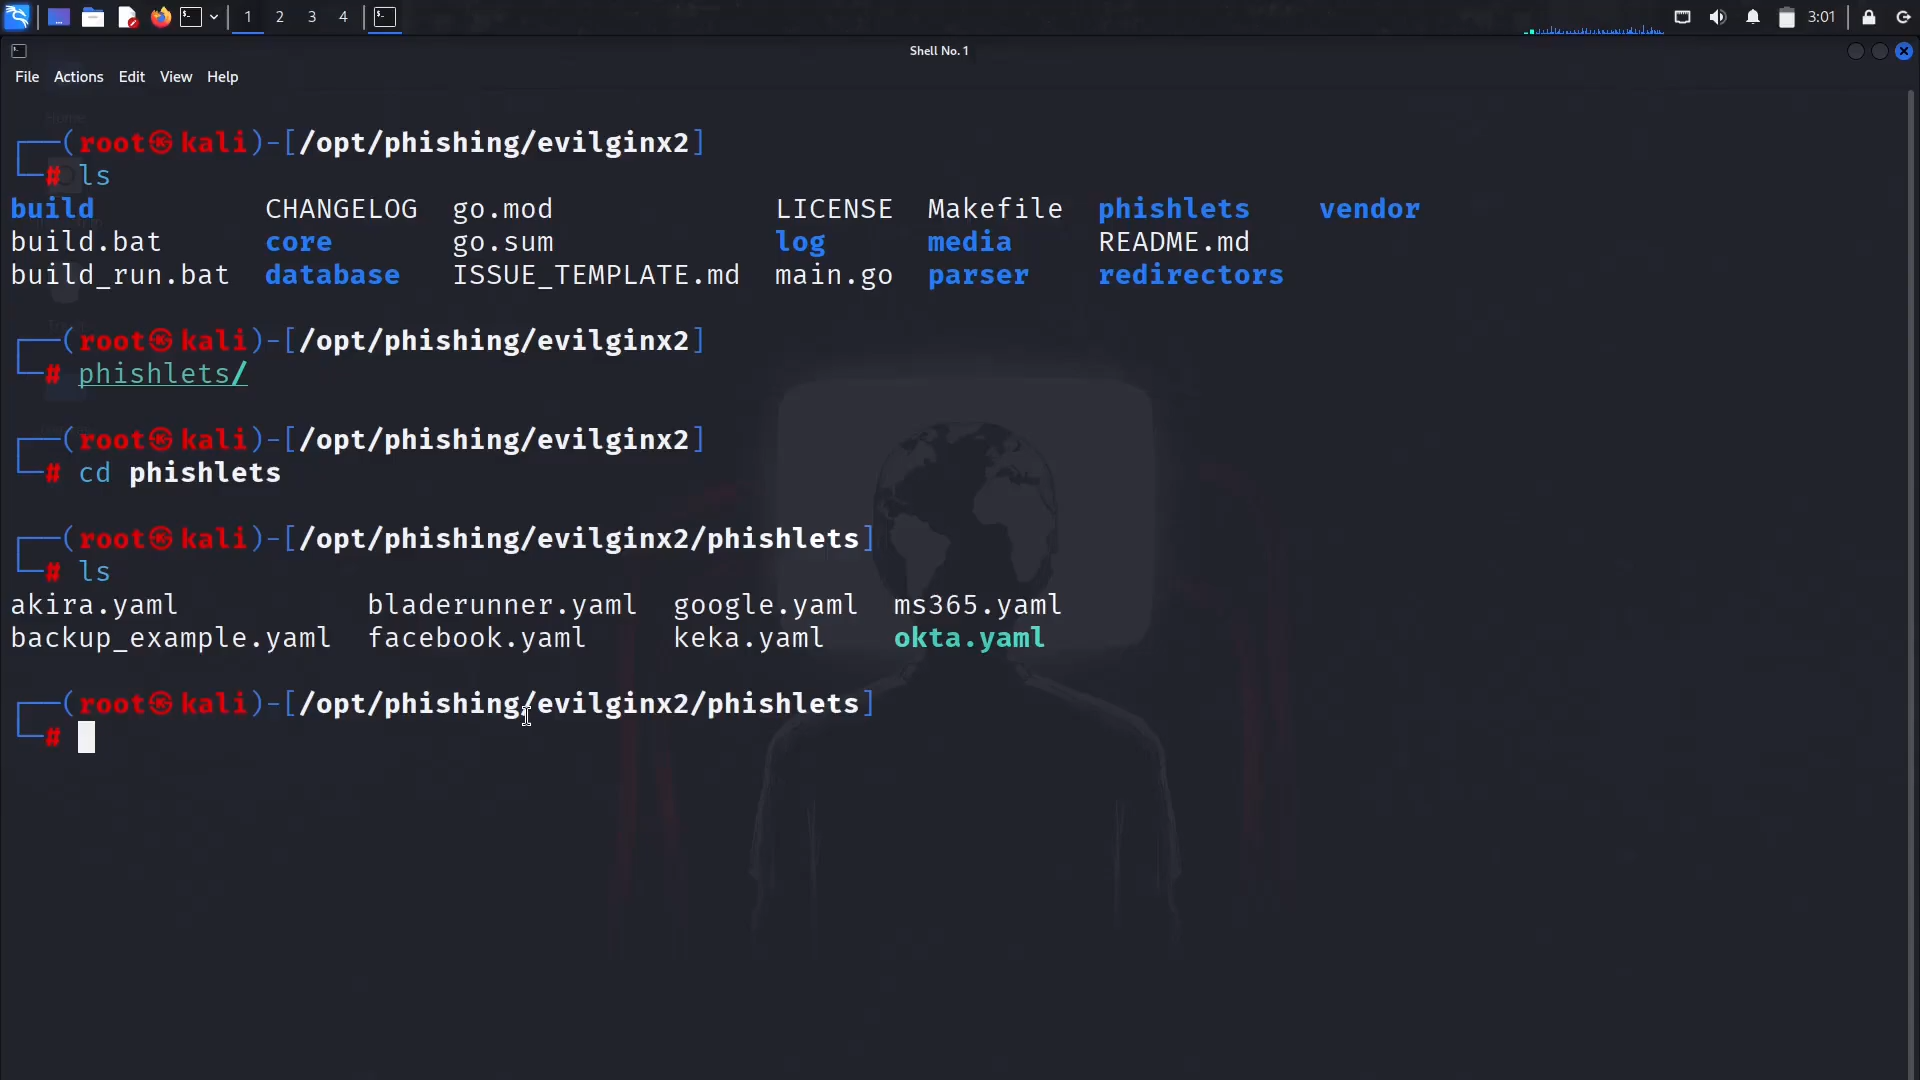 1 2 3 4 3:01
Shell No. 1
File Actions Edit View Help
┌──(root㉿kali)-[/opt/phishing/evilginx2]
└─# ls
build CHANGELOG go.mod LICENSE Makefile phishlets vendor
build.bat core go.sum log media README.md
build_run.bat database ISSUE_TEMPLATE.md main.go parser redirectors
┌──(root㉿kali)-[/opt/phishing/evilginx2]
└─# phishlets/
┌──(root㉿kali)-[/opt/phishing/evilginx2]
└─# cd phishlets
┌──(root㉿kali)-[/opt/phishing/evilginx2/phishlets]
└─# ls
akira.yaml bladerunner.yaml google.yaml ms365.yaml
backup_example.yaml facebook.yaml keka.yaml okta.yaml
┌──(root㉿kali)-[/opt/phishing/evilginx2/phishlets]
└─#